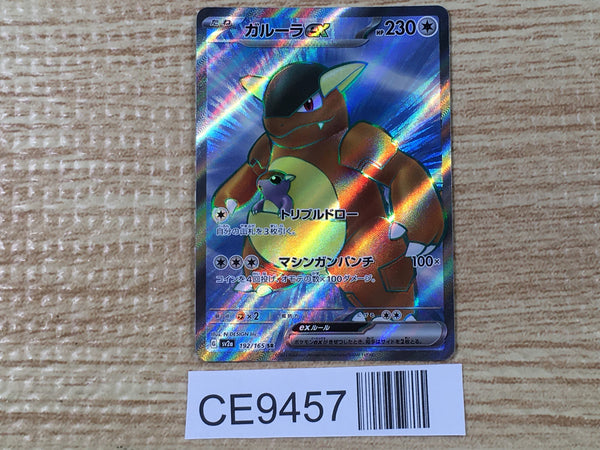 たね ガルーラex HP 230
トリプルドロー
自分の山札を3枚引く。
マシンガンパンチ 100×
コインを4回投げ、オモテの数×100ダメージ。
×2
exルール
ポケモンexがきぜつしたとき、相手はサイドを2枚とる。
sv2a 192/165 SR
CE9457